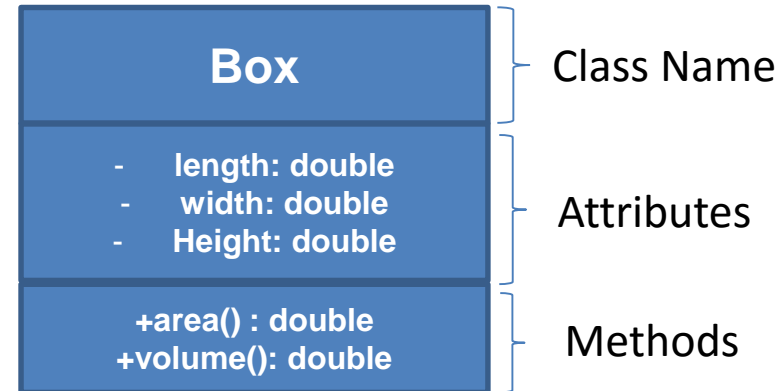 Box
Class Name
- length: double
- width: double
- Height: double
Attributes
+area() : double
+volume(): double
Methods